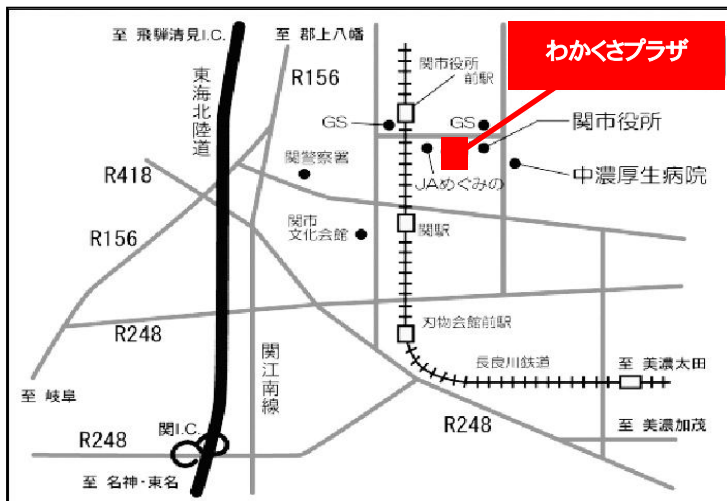 至 飛騨清見I.C.
至 郡上八幡
わかくさプラザ
東海北陸道
R156
関市役所
前駅
GS
GS
関市役所
関警察署
JAめぐみの
中濃厚生病院
R418
関市
文化会館
関駅
R156
R248
刃物会館前駅
関江南線
長良川鉄道
至 美濃太田
至 岐阜
関I.C.
R248
R248
至 美濃加茂
至 名神・東名